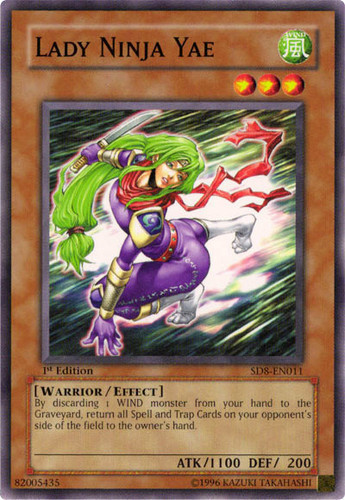 LADY NINJA YAE
WIND
風
1st Edition
SD8-EN011
[WARRIOR/EFFECT]
By discarding 1 WIND monster from your hand to the
Graveyard, return all Spell and Trap Cards on your opponent's
side of the field to the owner's hand.
ATK/1100 DEF/ 200
82005435
©1996 KAZUKI TAKAHASHI